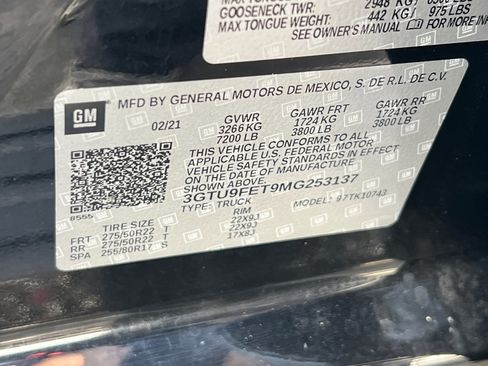 GOOSENECK TWR: 2948 KG/
MAX TONGUE WEIGHT: 442 KG/ 975 LBS
SEE OWNER'S MANUAL
GM
MFD BY GENERAL MOTORS DE MEXICO, S. DE R.L. DE C.V.
02/21 GVWR GAWR FRT GAWR RR
3266 KG 1724 KG 1724 KG
7200 LB 3800 LB 3800 LB
THIS VEHICLE CONFORMS TO ALL
APPLICABLE U.S. FEDERAL MOTOR
VEHICLE SAFETY STANDARDS IN EFFECT
ON THE DATE OF MANUFACTURE
SHOWN ABOVE.
3GTU9FET9MG253137
8555 TYPE: TRUCK MODEL: 97TK10743
TIRE SIZE RIM
FRT 275/50R22 T 22X9J
RR 275/50R22 T 22X9J
SPA 255/80R17 S 17X8J